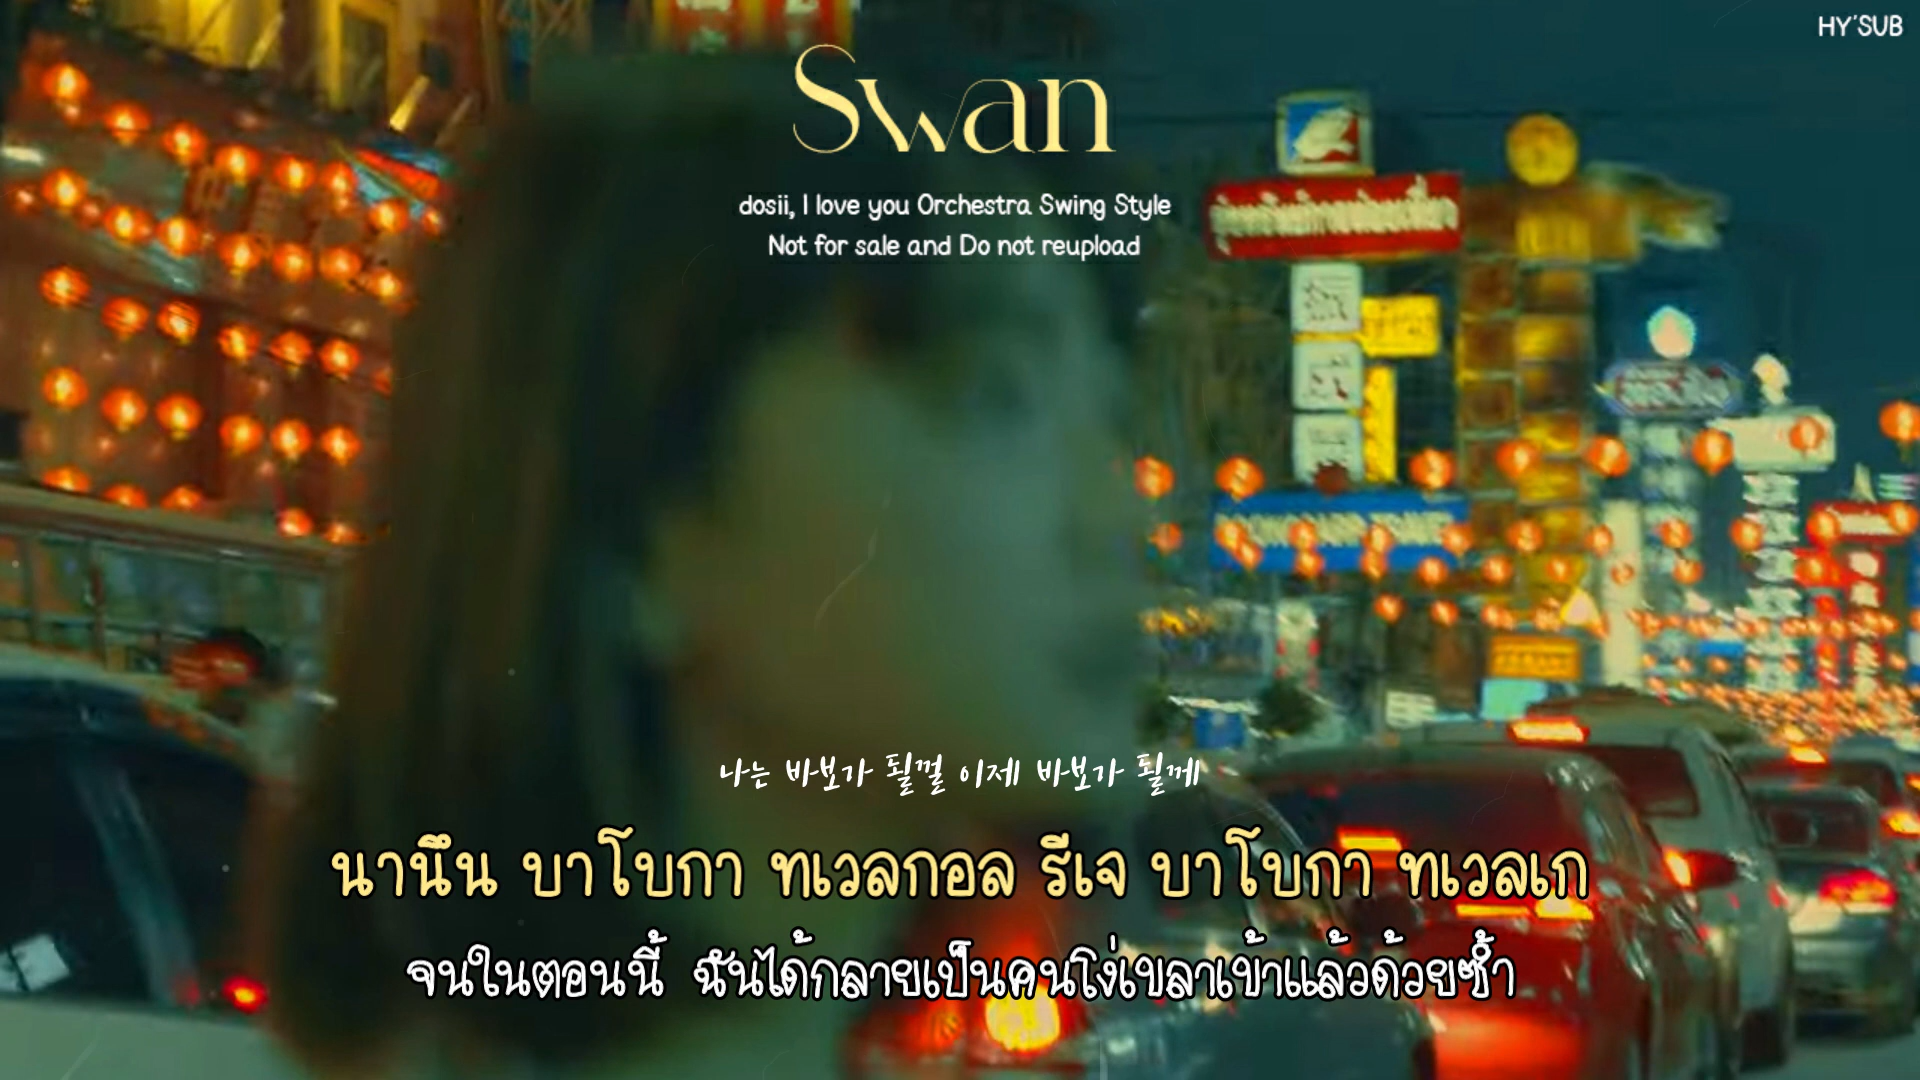 HY'SUB
Swan
dosii, I love you Orchestra Swing Style
Not for sale and Do not reupload
나는 바보가 될껄 이제 바보가 될께
นานึน บาโบกา ทเวลกอล รีเจ บาโบกา ทเวลเก
จนในตอนนี้ ฉันได้กลายเป็นคนโง่เขลาเข้าแล้วด้วยซ้ำ